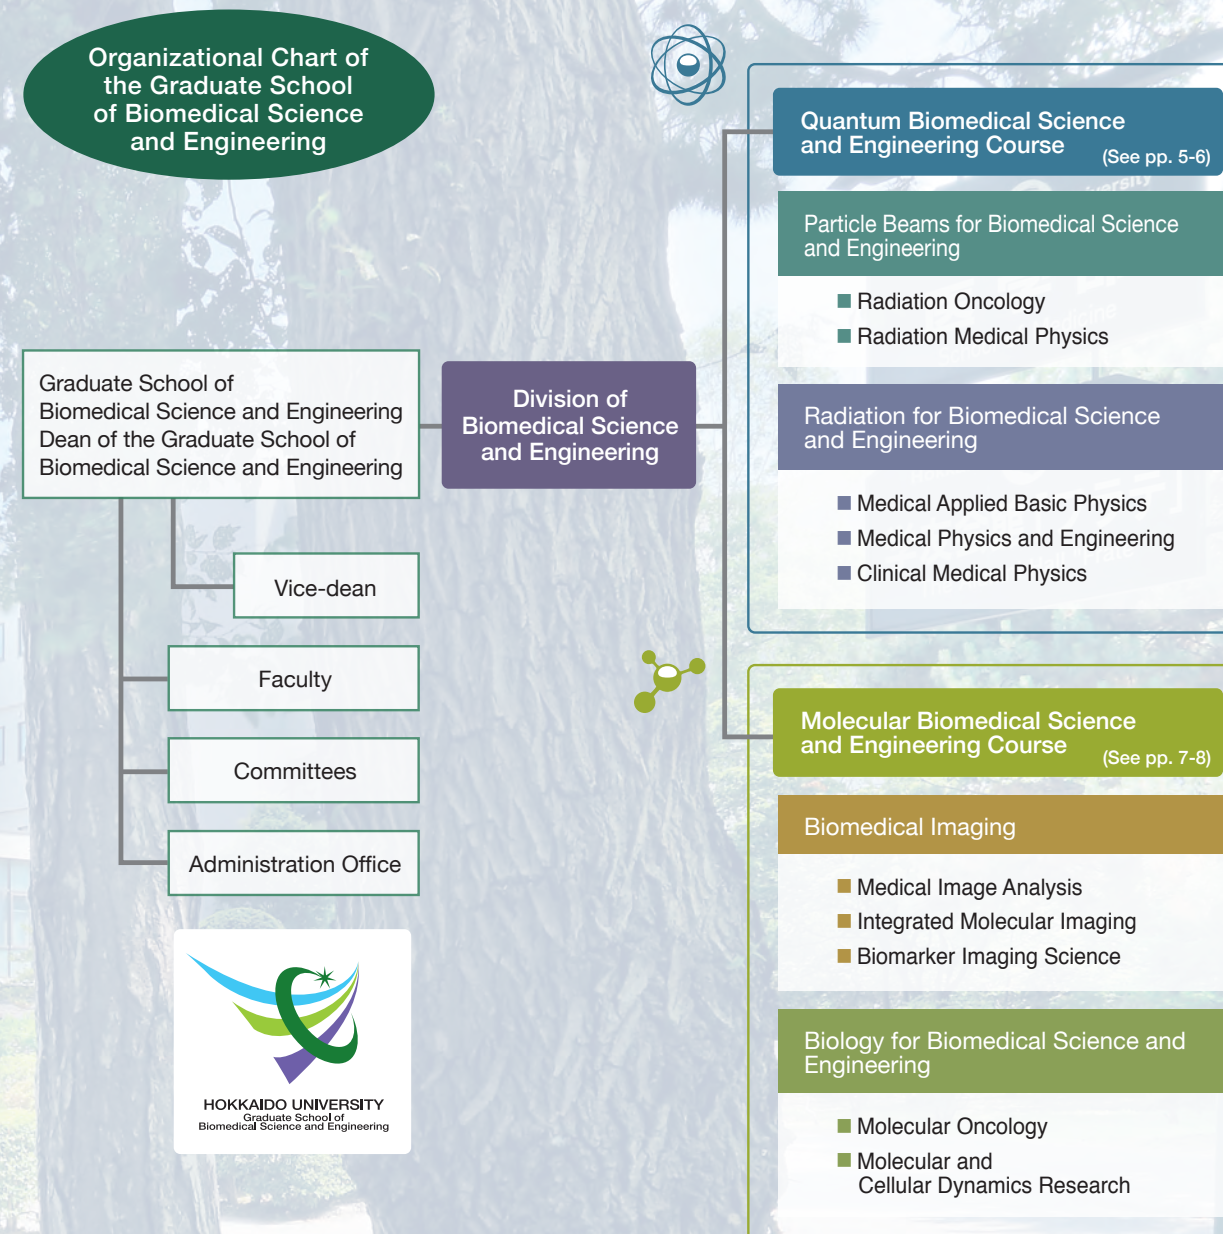 Organizational Chart of
the Graduate School
of Biomedical Science
and Engineering
Graduate School of
Biomedical Science and Engineering
Dean of the Graduate School of
Biomedical Science and Engineering
Vice-dean
Faculty
Committees
Administration Office
HOKKAIDO UNIVERSITY
Graduate School of
Biomedical Science and Engineering
Division of
Biomedical Science
and Engineering
Quantum Biomedical Science
and Engineering Course (See pp. 5-6)
Particle Beams for Biomedical Science
and Engineering
■ Radiation Oncology
■ Radiation Medical Physics
Radiation for Biomedical Science
and Engineering
■ Medical Applied Basic Physics
■ Medical Physics and Engineering
■ Clinical Medical Physics
Molecular Biomedical Science
and Engineering Course (See pp. 7-8)
Biomedical Imaging
■ Medical Image Analysis
■ Integrated Molecular Imaging
■ Biomarker Imaging Science
Biology for Biomedical Science and
Engineering
■ Molecular Oncology
■ Molecular and
Cellular Dynamics Research